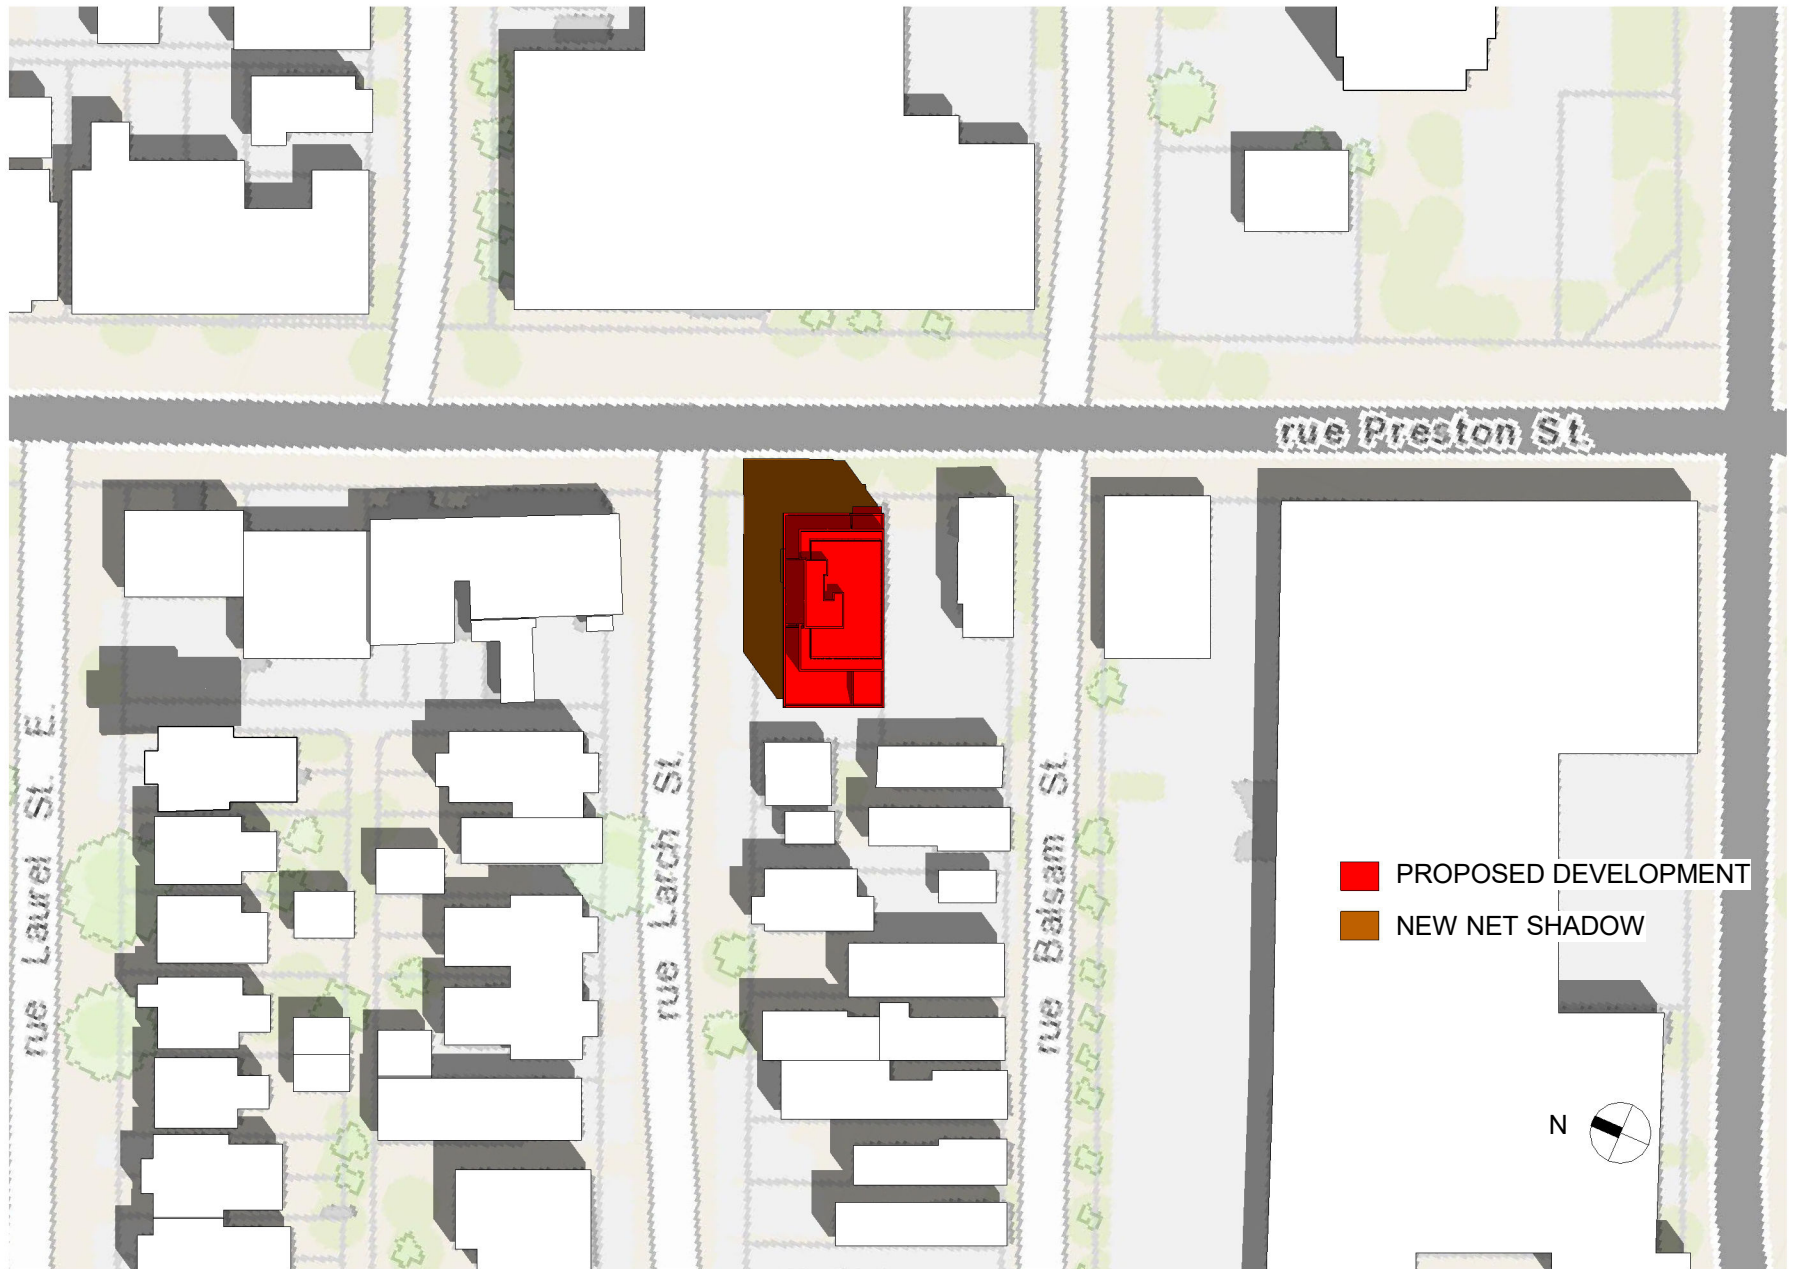 rue Preston St.
rue Laurel St. E.
rue Larch St.
rue Balsam St.
PROPOSED DEVELOPMENT
NEW NET SHADOW
N